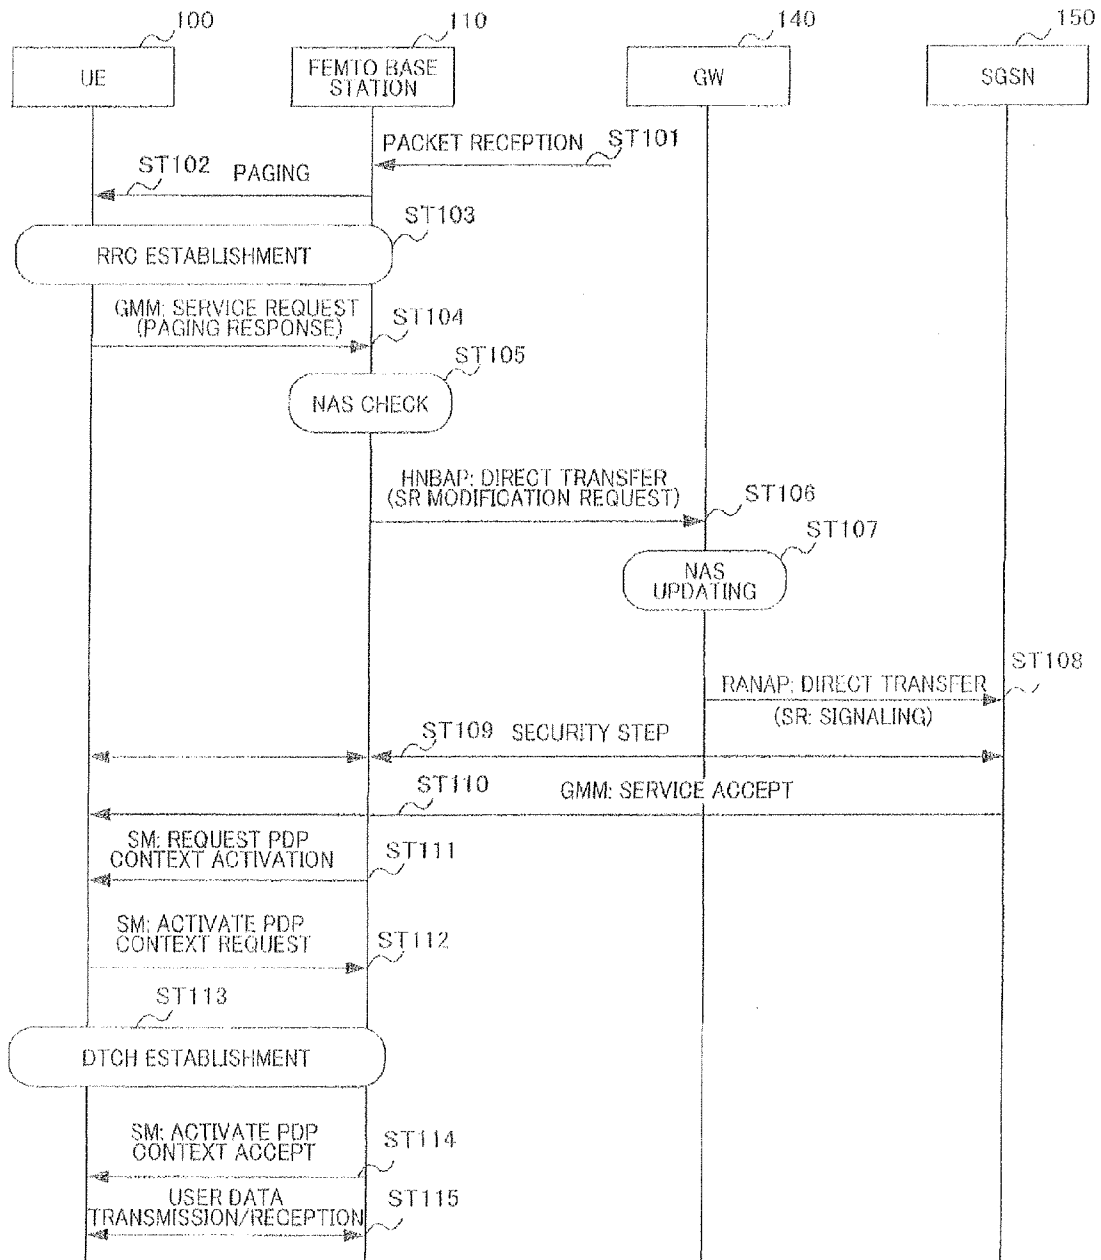 100
110
140
150
UE
FEMTO BASE
STATION
GW
SGSN
PACKET RECEPTION
ST101
ST102
PAGING
ST103
RRC ESTABLISHMENT
GMM: SERVICE REQUEST
(PAGING RESPONSE)
ST104
ST105
NAS CHECK
HNBAP: DIRECT TRANSFER
(SR MODIFICATION REQUEST)
ST106
ST107
NAS
UPDATING
ST108
RANAP: DIRECT TRANSFER
(SR: SIGNALING)
ST109
SECURITY STEP
ST110
GMM: SERVICE ACCEPT
SM: REQUEST PDP
CONTEXT ACTIVATION
ST111
SM: ACTIVATE PDP
CONTEXT REQUEST
ST112
ST113
DTCH ESTABLISHMENT
SM: ACTIVATE PDP
CONTEXT ACCEPT
ST114
USER DATA
TRANSMISSION/RECEPTION
ST115